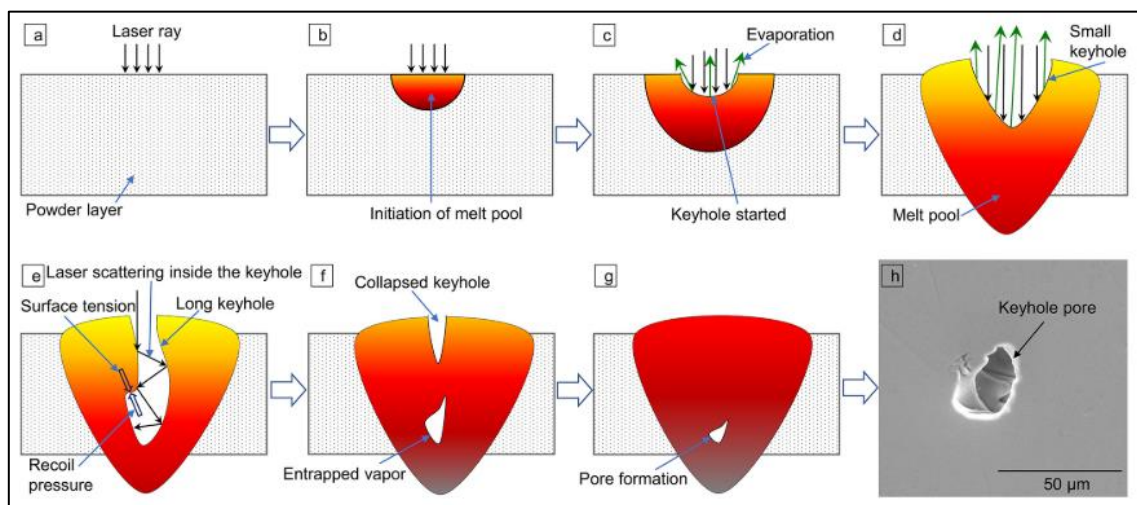 a
Laser ray
Powder layer
b
Initiation of melt pool
c
Evaporation
Keyhole started
d
Small
keyhole
Melt pool
e
Laser scattering inside the keyhole
Surface tension
Long keyhole
Recoil
pressure
f
Collapsed keyhole
Entrapped vapor
g
Pore formation
h
Keyhole pore
50 µm